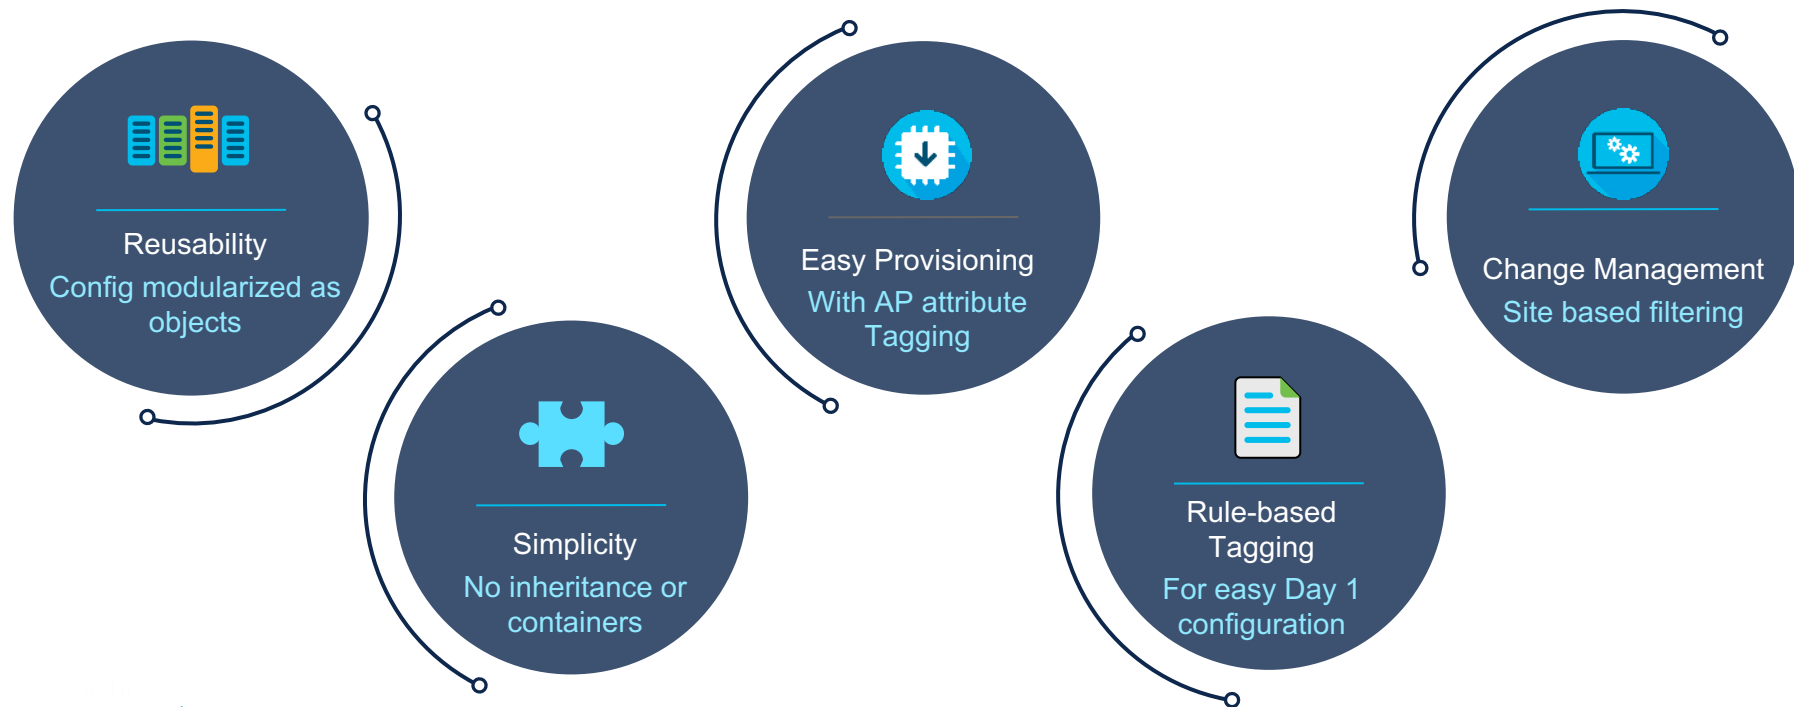 Reusability
Config modularized as
objects
Simplicity
No inheritance or
containers
Easy Provisioning
With AP attribute
Tagging
Rule-based
Tagging
For easy Day 1
configuration
Change Management
Site based filtering